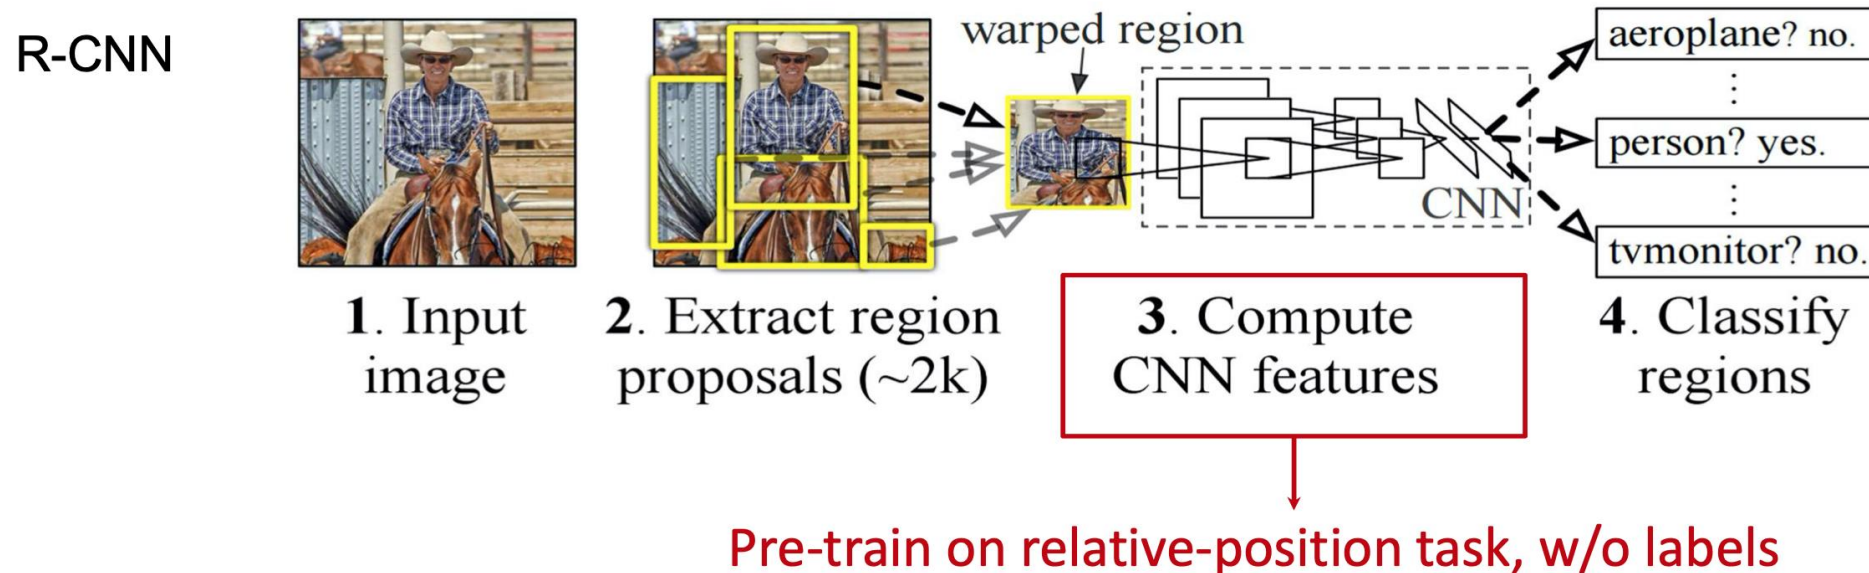 R-CNN
warped region
aeroplane? no.
person? yes.
CNN
tvmonitor? no.
1. Input
image
2. Extract region
proposals (~2k)
3. Compute
CNN features
4. Classify
regions
Pre-train on relative-position task, w/o labels